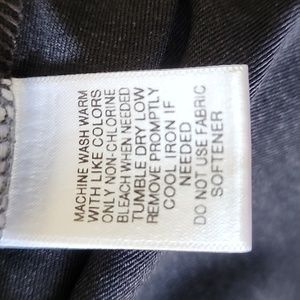 MACHINE WASH WARM
WITH LIKE COLORS
ONLY NON-CHLORINE
BLEACH WHEN NEEDED
TUMBLE DRY LOW
REMOVE PROMPTLY
COOL IRON IF
NEEDED
DO NOT USE FABRIC
SOFTENER